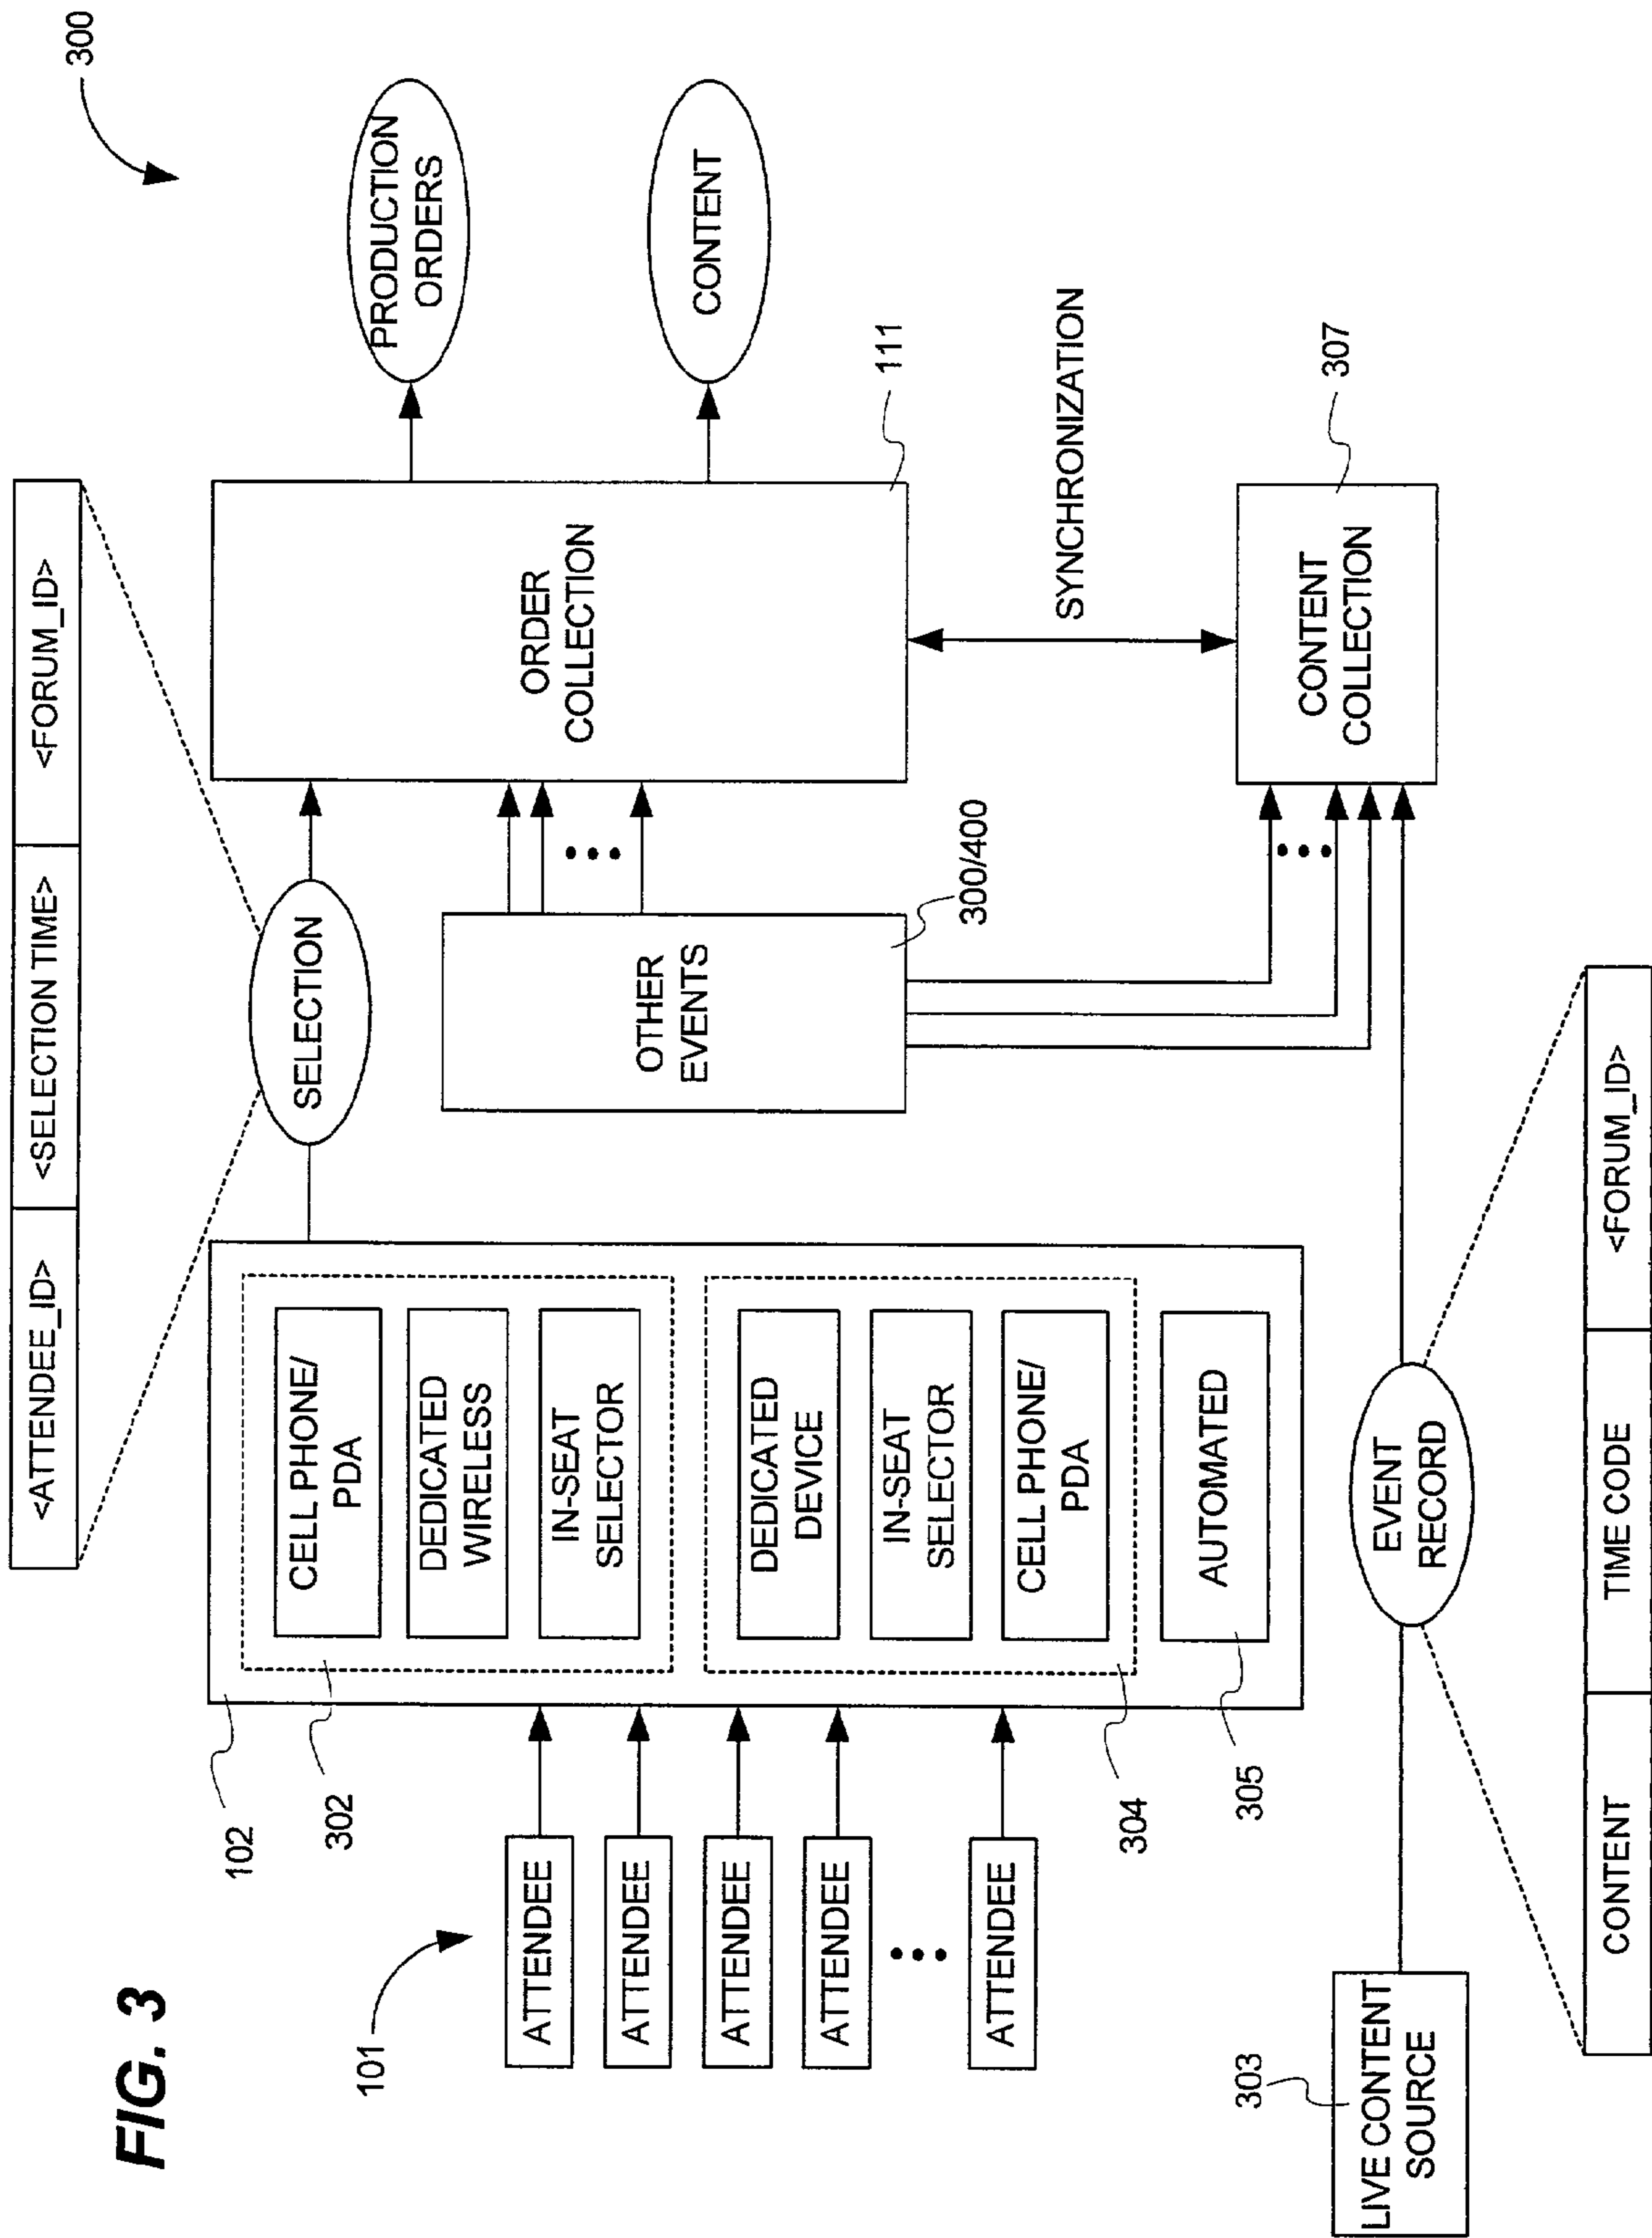 FIG. 3
300
<ATTENDEE_ID>
<SELECTION TIME>
<FORUM_ID>
101
ATTENDEE
ATTENDEE
ATTENDEE
ATTENDEE
ATTENDEE
102
302
CELL PHONE/
PDA
DEDICATED
WIRELESS
IN-SEAT
SELECTOR
304
DEDICATED
DEVICE
IN-SEAT
SELECTOR
CELL PHONE/
PDA
305
AUTOMATED
SELECTION
OTHER
EVENTS
300/400
ORDER
COLLECTION
111
PRODUCTION
ORDERS
CONTENT
SYNCHRONIZATION
CONTENT
COLLECTION
307
303
LIVE CONTENT
SOURCE
EVENT
RECORD
CONTENT
TIME CODE
<FORUM_ID>